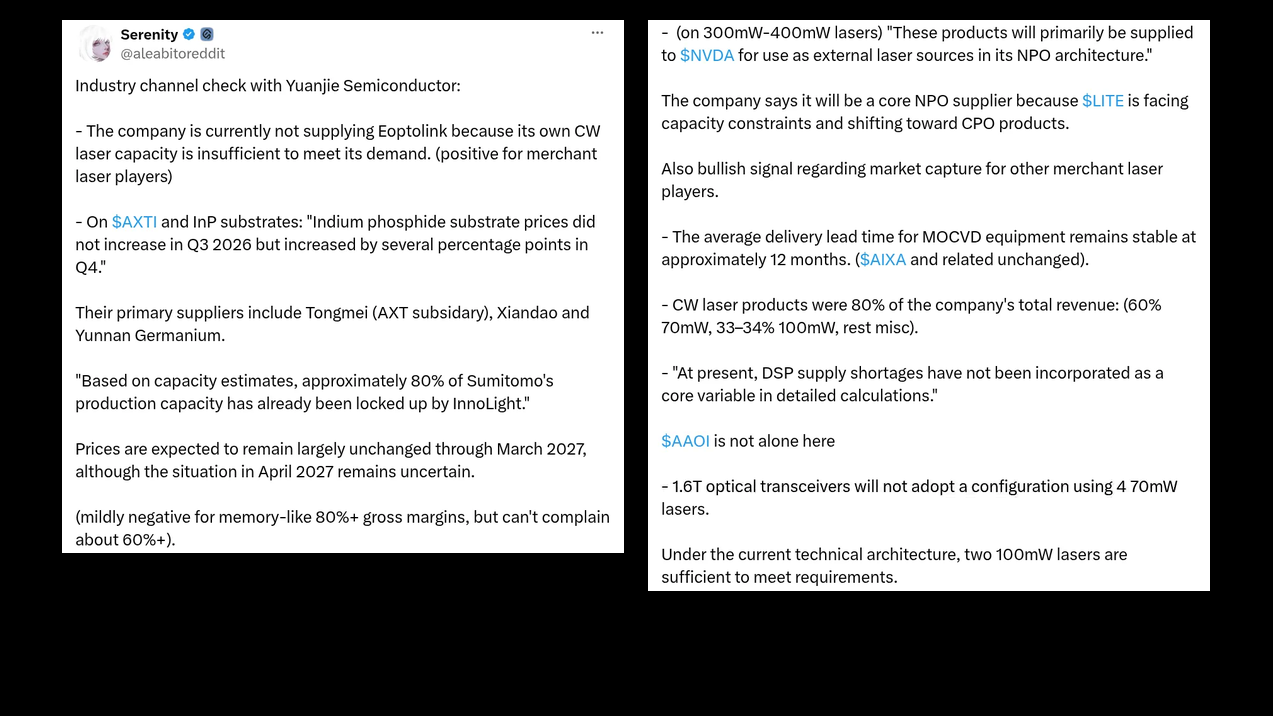 Serenity
@aleabitoreddit
Industry channel check with Yuanjie Semiconductor:
- The company is currently not supplying Eoptolink because its own CW
laser capacity is insufficient to meet its demand. (positive for merchant
laser players)
- On $AXTI and InP substrates: "Indium phosphide substrate prices did
not increase in Q3 2026 but increased by several percentage points in
Q4."
Their primary suppliers include Tongmei (AXT subsidary), Xiandao and
Yunnan Germanium.
"Based on capacity estimates, approximately 80% of Sumitomo's
production capacity has already been locked up by InnoLight."
Prices are expected to remain largely unchanged through March 2027,
although the situation in April 2027 remains uncertain.
(mildly negative for memory-like 80%+ gross margins, but can't complain
about 60%+).
- (on 300mW-400mW lasers) "These products will primarily be supplied
to $NVDA for use as external laser sources in its NPO architecture."
The company says it will be a core NPO supplier because $LITE is facing
capacity constraints and shifting toward CPO products.
Also bullish signal regarding market capture for other merchant laser
players.
- The average delivery lead time for MOCVD equipment remains stable at
approximately 12 months. ($AIXA and related unchanged).
- CW laser products were 80% of the company's total revenue: (60%
70mW, 33–34% 100mW, rest misc).
- "At present, DSP supply shortages have not been incorporated as a
core variable in detailed calculations."
$AAOI is not alone here
- 1.6T optical transceivers will not adopt a configuration using 4 70mW
lasers.
Under the current technical architecture, two 100mW lasers are
sufficient to meet requirements.